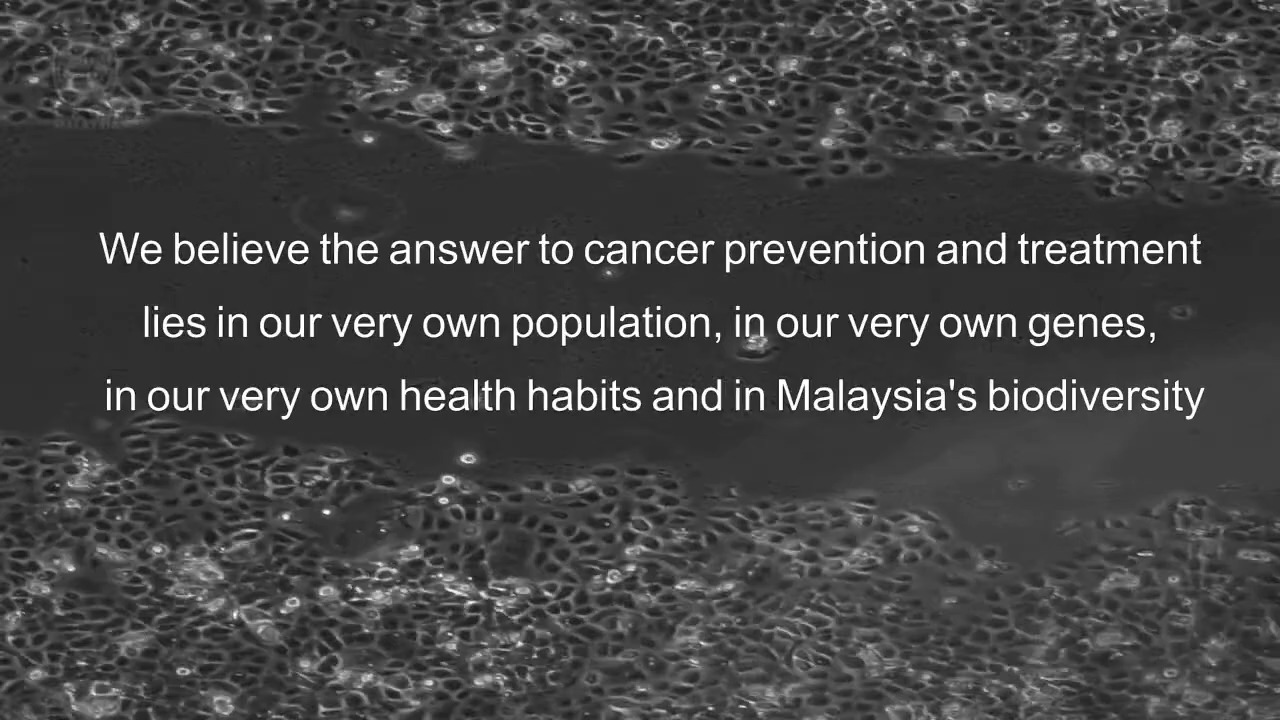 We believe the answer to cancer prevention and treatment
lies in our very own population, in our very own genes,
in our very own health habits and in Malaysia's biodiversity